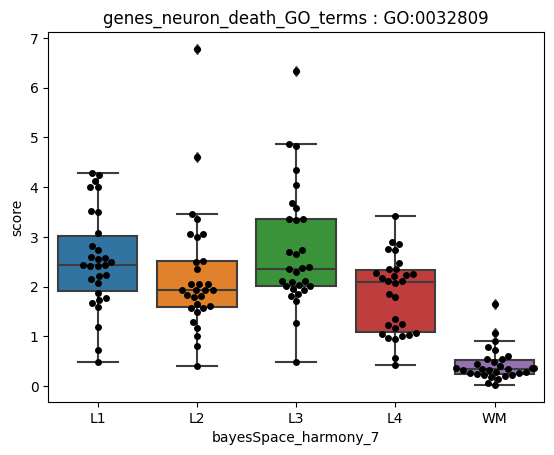 genes_neuron_death_GO_terms : GO:0032809
7
6
5
4
3
2
1
0
score
L1 L2 L3 L4 WM
bayesSpace_harmony_7